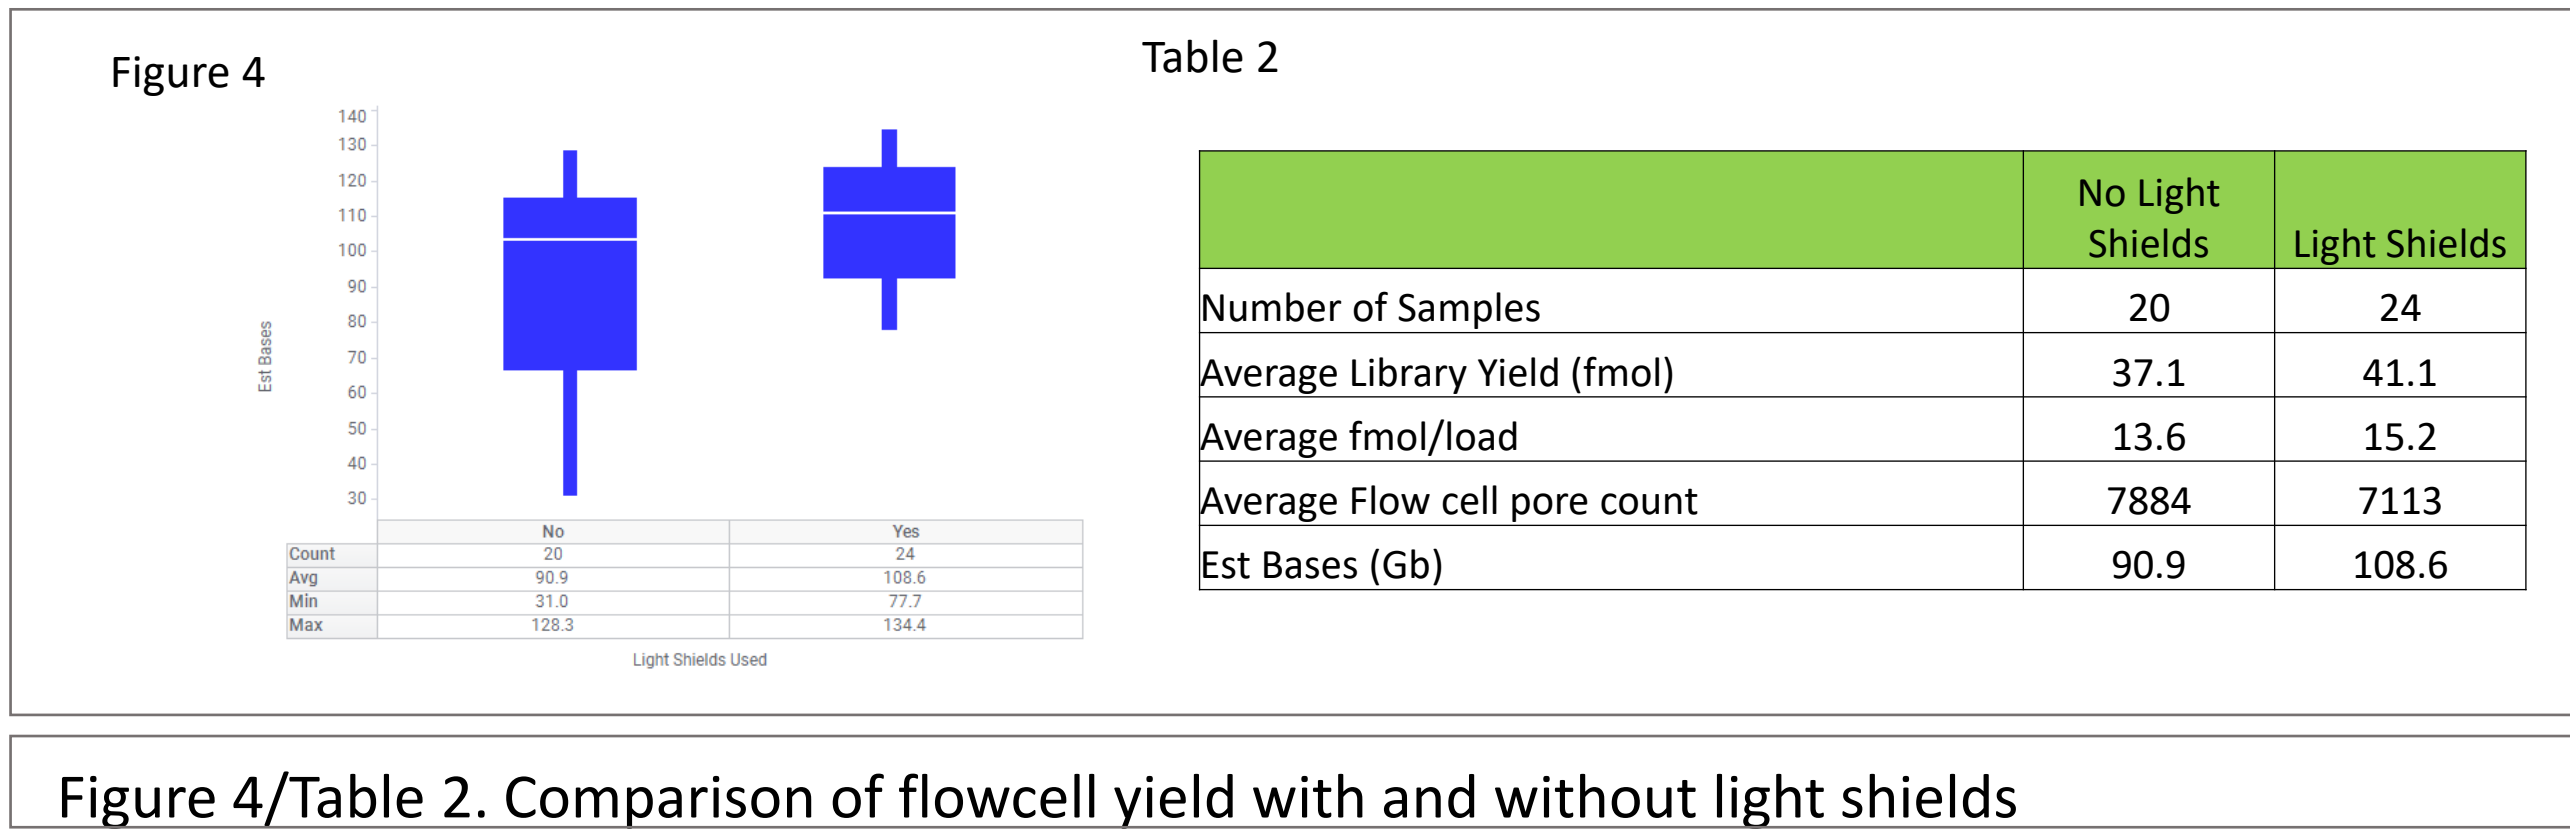 Figure 4
140
130
120
110
100
90
80
70
60
50
40
30
Est Bases
No Yes
Count 20 24
Avg 90.9 108.6
Min 31.0 77.7
Max 128.3 134.4
Light Shields Used
Table 2
No Light
Shields Light Shields
Number of Samples 20 24
Average Library Yield (fmol) 37.1 41.1
Average fmol/load 13.6 15.2
Average Flow cell pore count 7884 7113
Est Bases (Gb) 90.9 108.6
Figure 4/Table 2. Comparison of flowcell yield with and without light shields